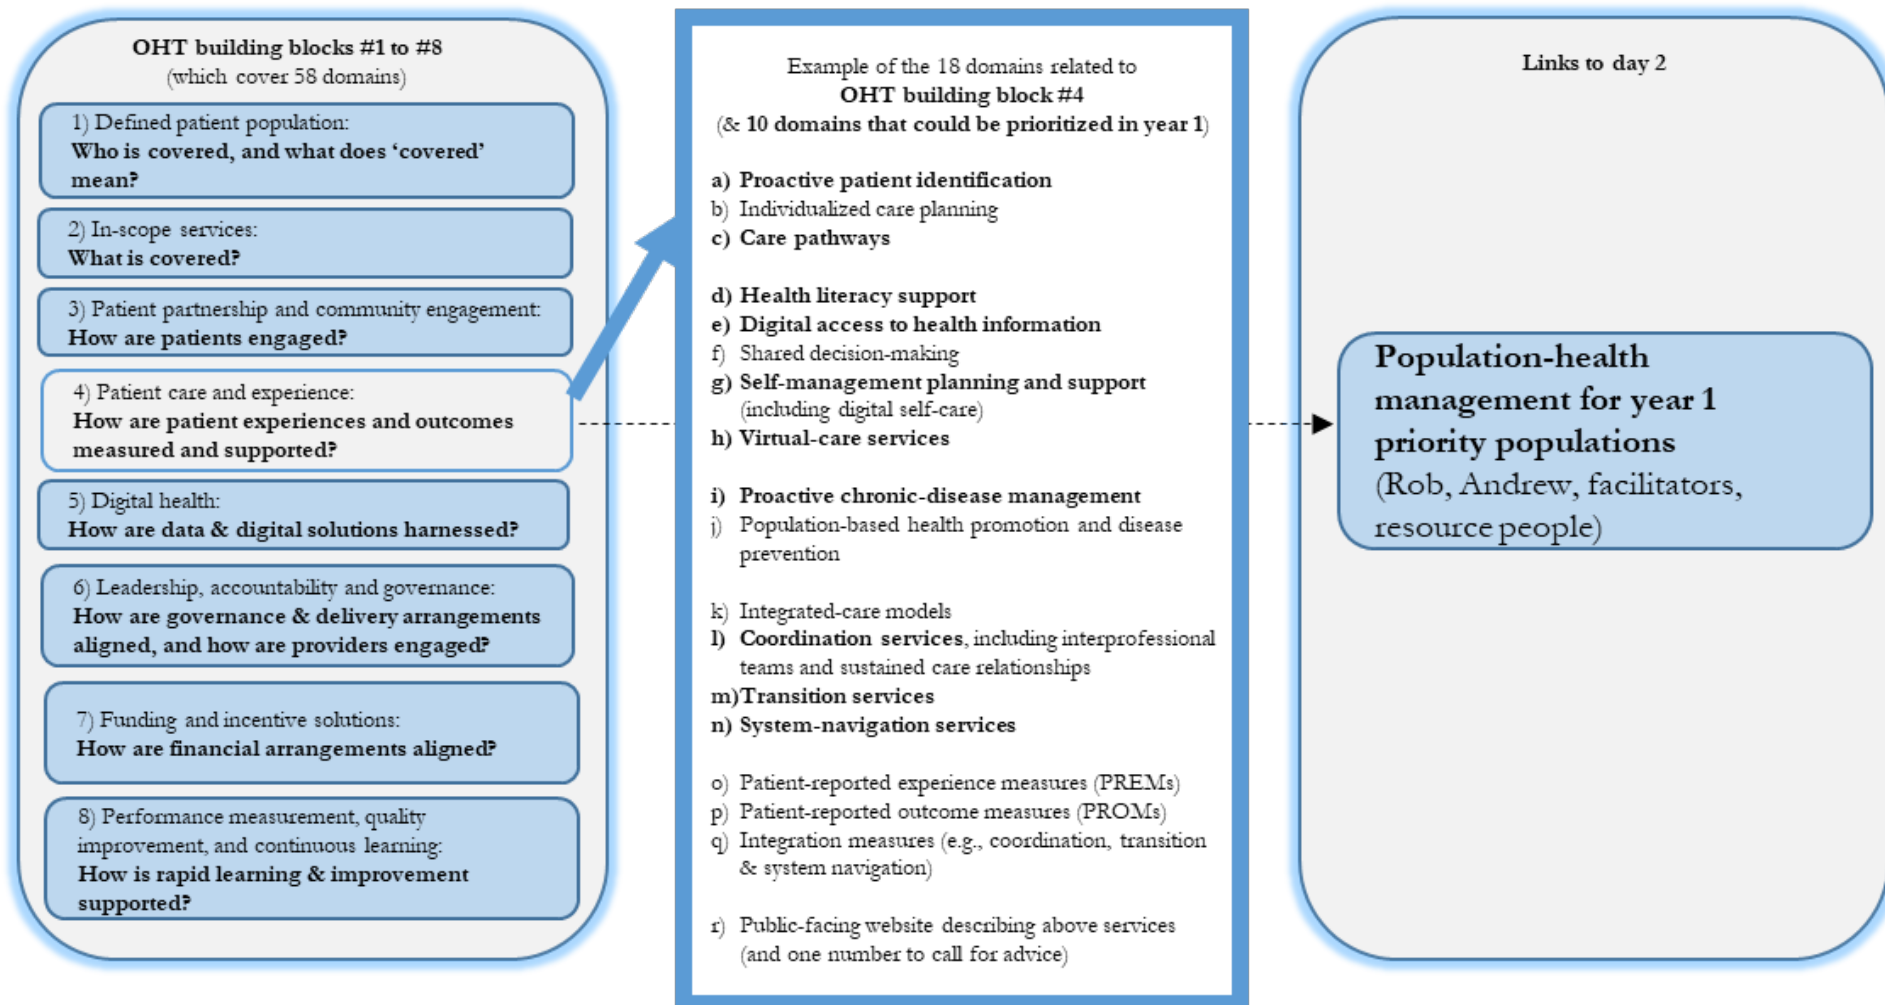 OHT building blocks #1 to #8
(which cover 58 domains)
1) Defined patient population:
Who is covered, and what does ‘covered’
mean?
2) In-scope services:
What is covered?
3) Patient partnership and community engagement:
How are patients engaged?
4) Patient care and experience:
How are patient experiences and outcomes
measured and supported?
5) Digital health:
How are data & digital solutions harnessed?
6) Leadership, accountability and governance:
How are governance & delivery arrangements
aligned, and how are providers engaged?
7) Funding and incentive solutions:
How are financial arrangements aligned?
8) Performance measurement, quality
improvement, and continuous learning:
How is rapid learning & improvement
supported?
Example of the 18 domains related to
OHT building block #4
(& 10 domains that could be prioritized in year 1)
a) Proactive patient identification
b) Individualized care planning
c) Care pathways
d) Health literacy support
e) Digital access to health information
f) Shared decision-making
g) Self-management planning and support
(including digital self-care)
h) Virtual-care services
i) Proactive chronic-disease management
j) Population-based health promotion and disease
prevention
k) Integrated-care models
l) Coordination services, including interprofessional
teams and sustained care relationships
m)Transition services
n) System-navigation services
o) Patient-reported experience measures (PREMs)
p) Patient-reported outcome measures (PROMs)
q) Integration measures (e.g., coordination, transition
& system navigation)
r) Public-facing website describing above services
(and one number to call for advice)
Links to day 2
Population-health
management for year 1
priority populations
(Rob, Andrew, facilitators,
resource people)